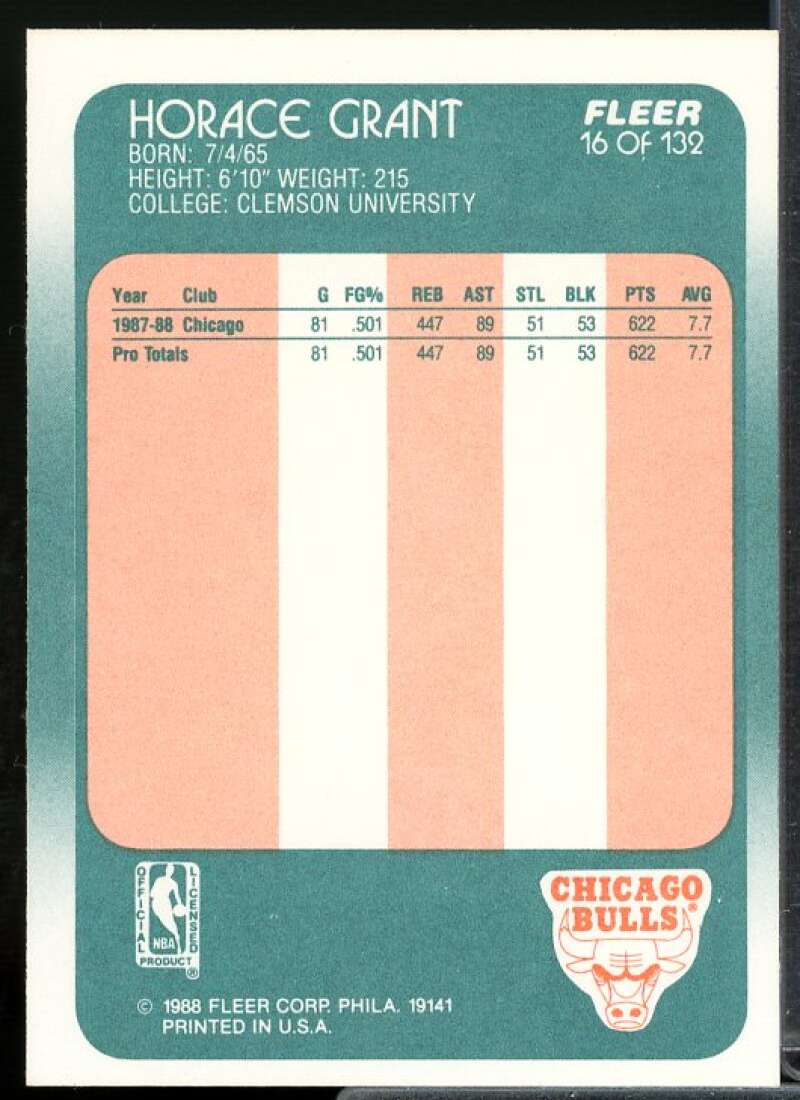 HORACE GRANT
BORN: 7/4/65
HEIGHT: 6'10" WEIGHT: 215
COLLEGE: CLEMSON UNIVERSITY
FLEER
16 OF 132
Year Club G FG% REB AST STL BLK PTS AVG
1987-88 Chicago 81 .501 447 89 51 53 622 7.7
Pro Totals 81 .501 447 89 51 53 622 7.7
OFFICIAL LICENSED
NBA
PRODUCT ®
CHICAGO
BULLS ®
© 1988 FLEER CORP. PHILA. 19141
PRINTED IN U.S.A.